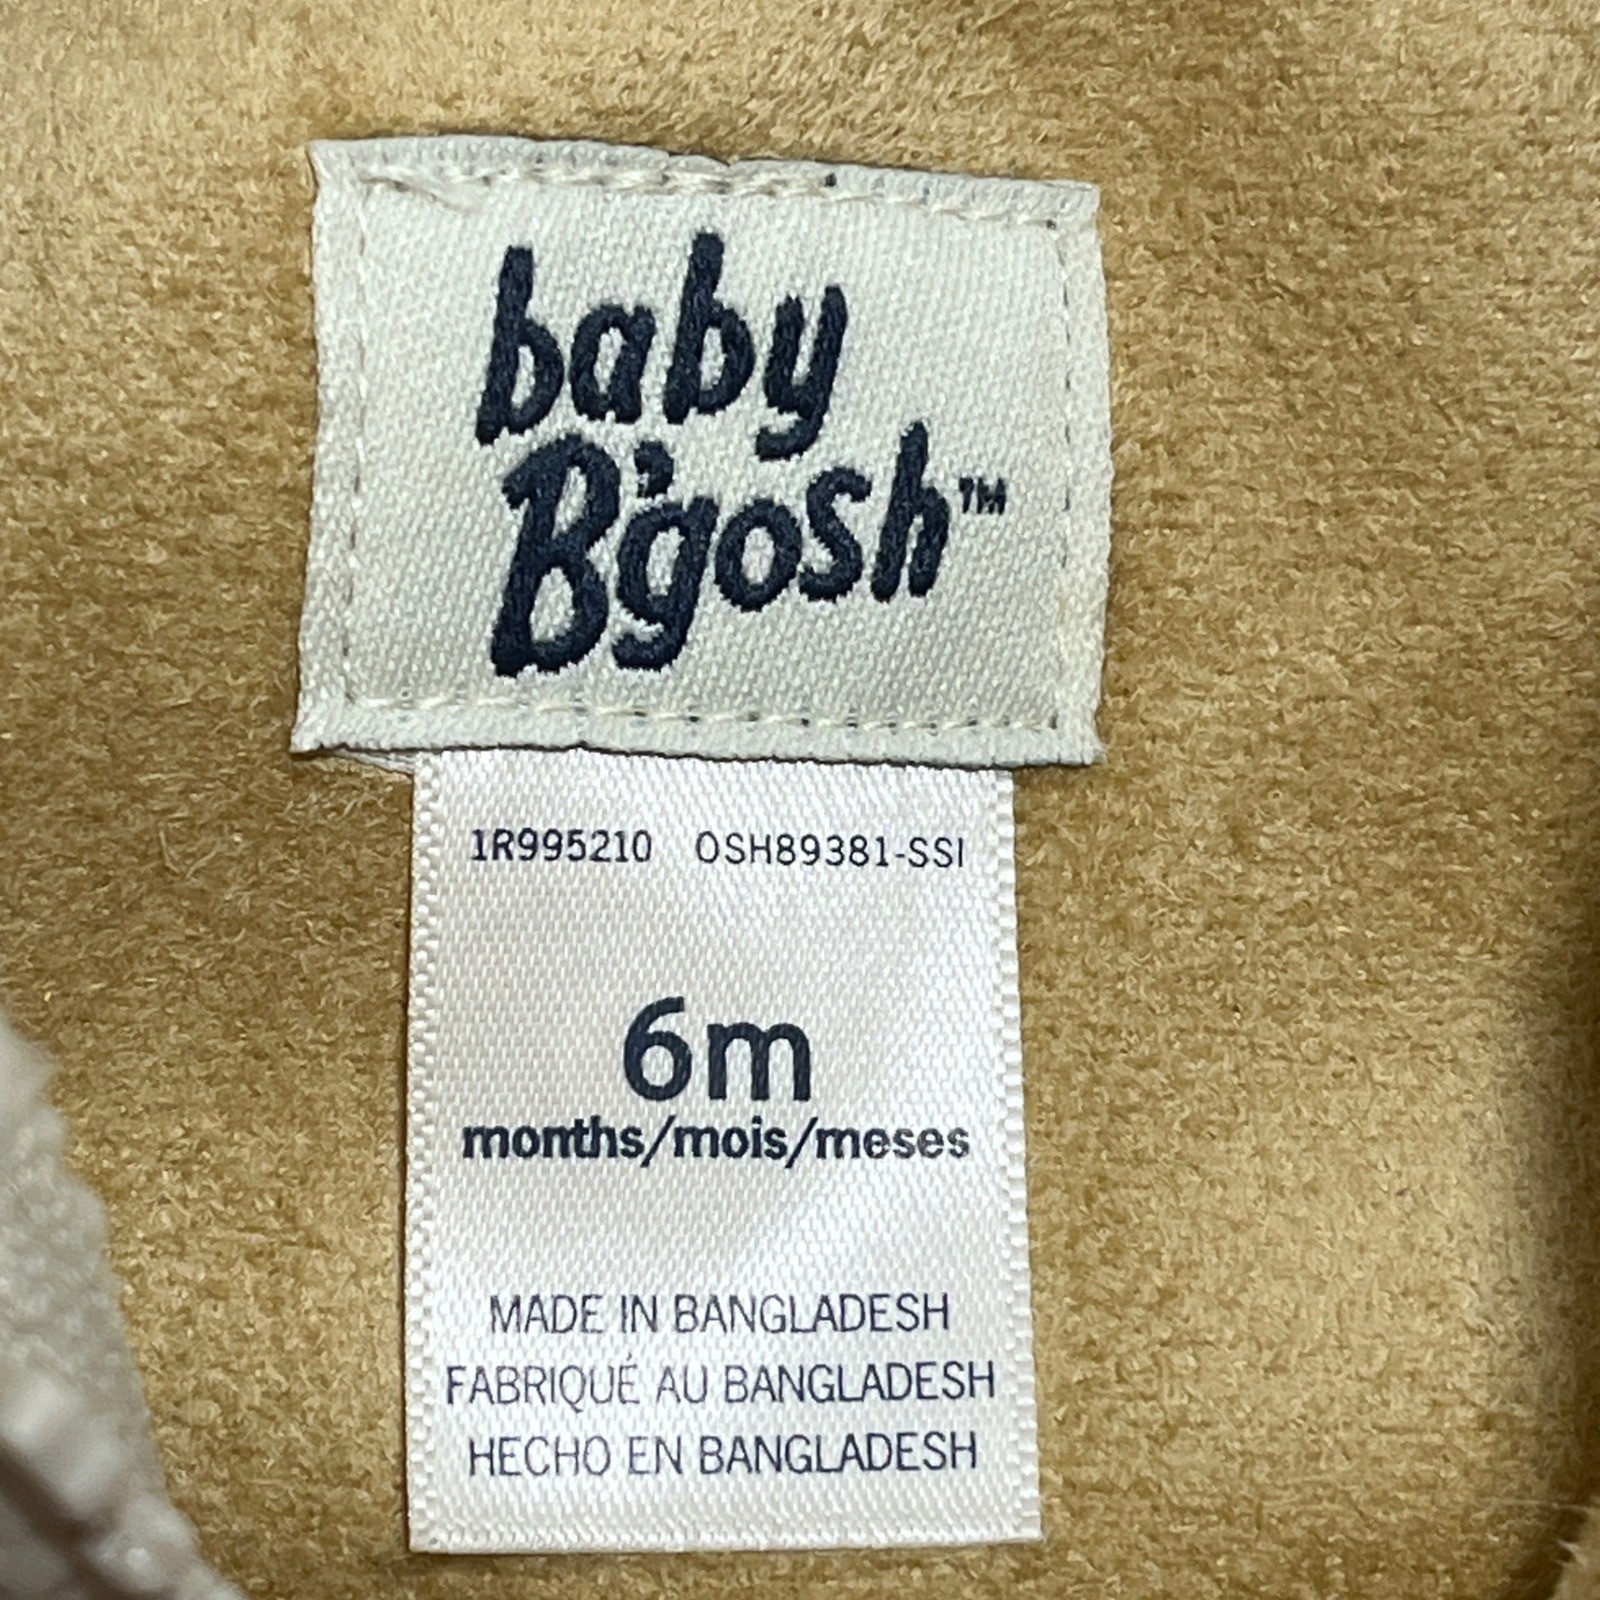 baby
B'gosh™
1R995210 OSH89381-SSI
6m
months/mois/meses
MADE IN BANGLADESH
FABRIQUÉ AU BANGLADESH
HECHO EN BANGLADESH